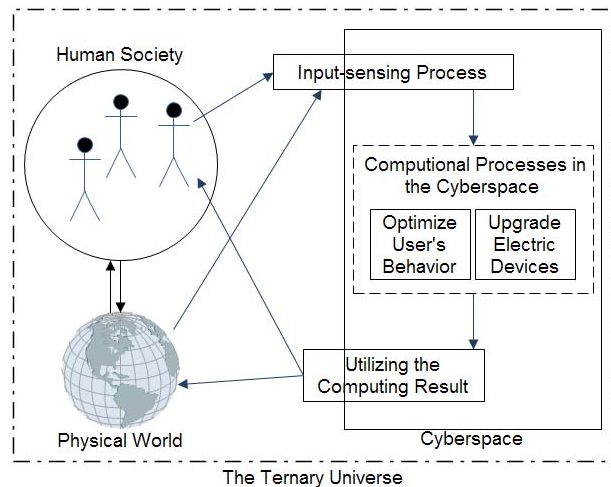 Human Society
Input-sensing Process
Computional Processes in
the Cyberspace
Optimize
User's
Behavior
Upgrade
Electric
Devices
Utilizing the
Computing Result
Physical World
Cyberspace
The Ternary Universe